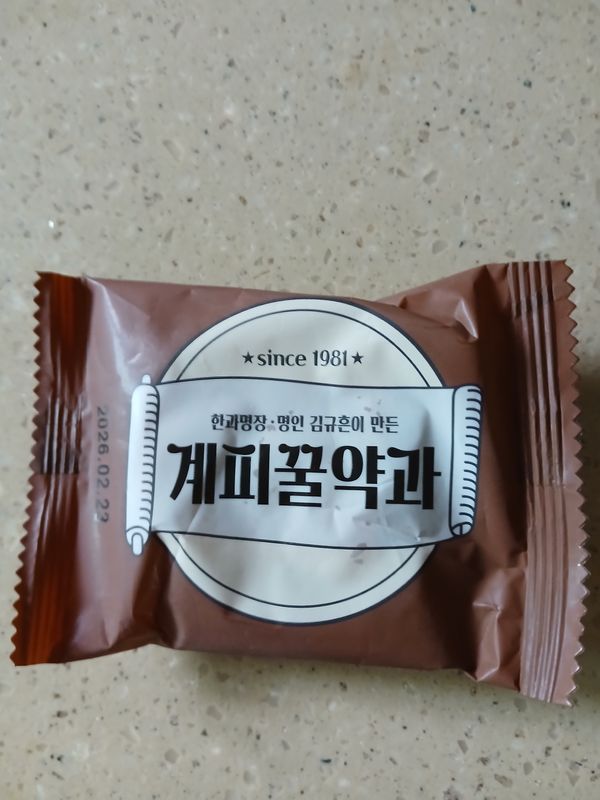 ★since 1981★
한과명장·명인 김규흔이 만든
계피꿀약과
2026.02.22